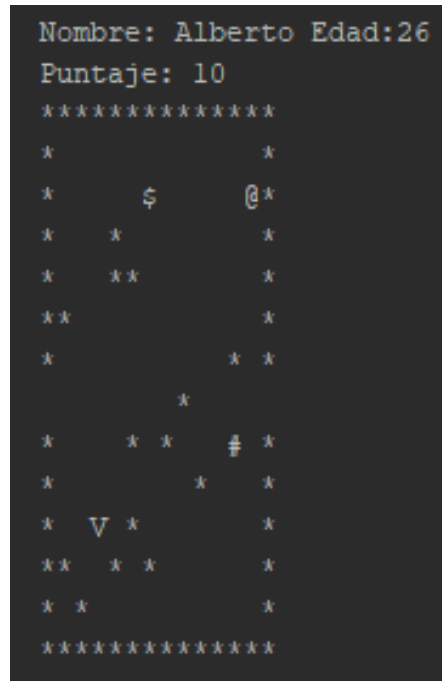 Nombre: Alberto Edad:26
Puntaje: 10
**************
*            *
*     $     @*
*   *        *
*   **       *
**           *
*          * *
        *
*    * *   # *
*        *   *
*  V *       *
**  * *      *
* *          *
**************